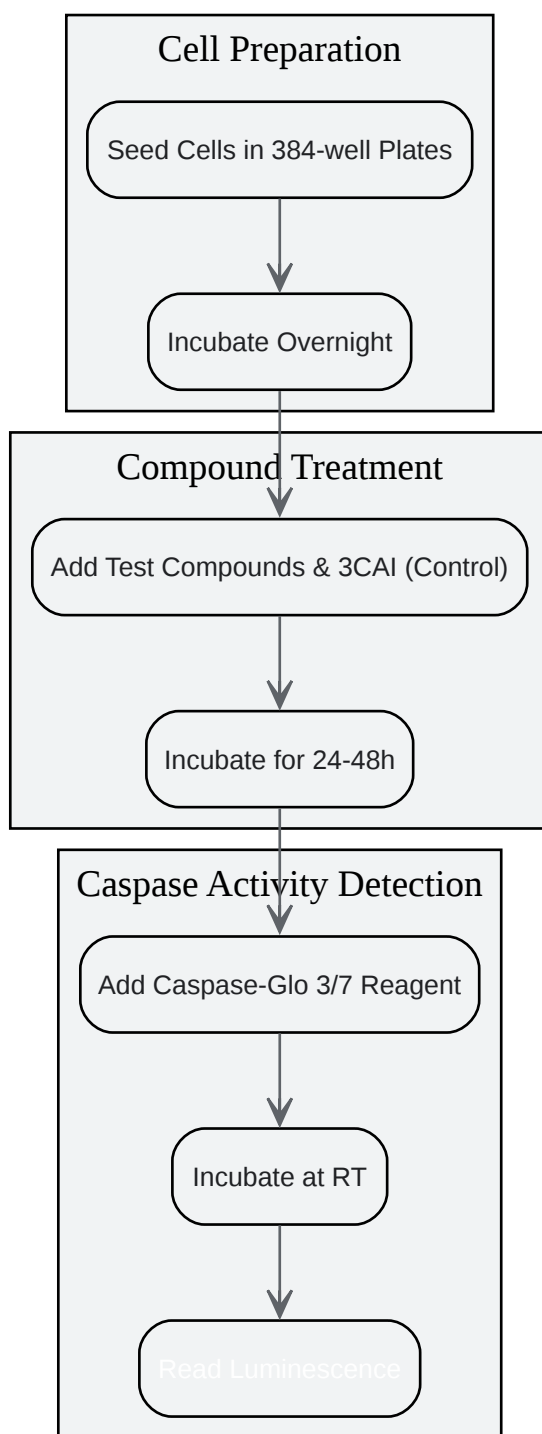 Cell Preparation
Seed Cells in 384-well Plates
Incubate Overnight
Compound Treatment
Add Test Compounds & 3CAI (Control)
Incubate for 24-48h
Caspase Activity Detection
Add Caspase-Glo 3/7 Reagent
Incubate at RT
Read Luminescence